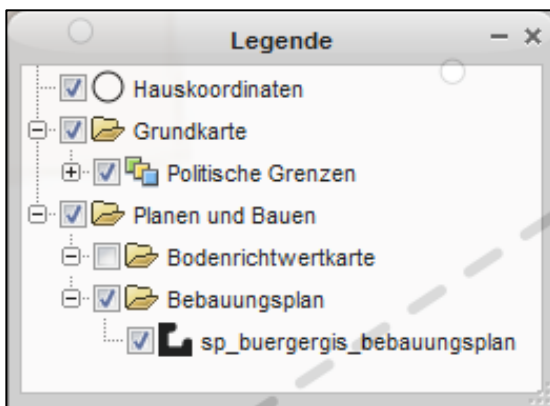 Legende
Hauskoordinaten
Grundkarte
Politische Grenzen
Planen und Bauen
Bodenrichtwertkarte
Bebauungsplan
sp_buergergis_bebauungsplan